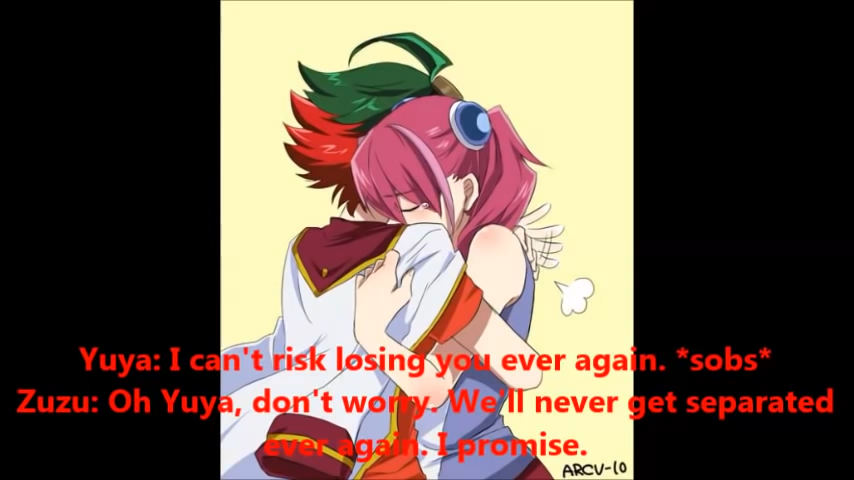 Yuya: I can't risk losing you ever again. *sobs*
Zuzu: Oh Yuya, don't worry. We'll never get separated
ever again. I promise.
ARCV-10